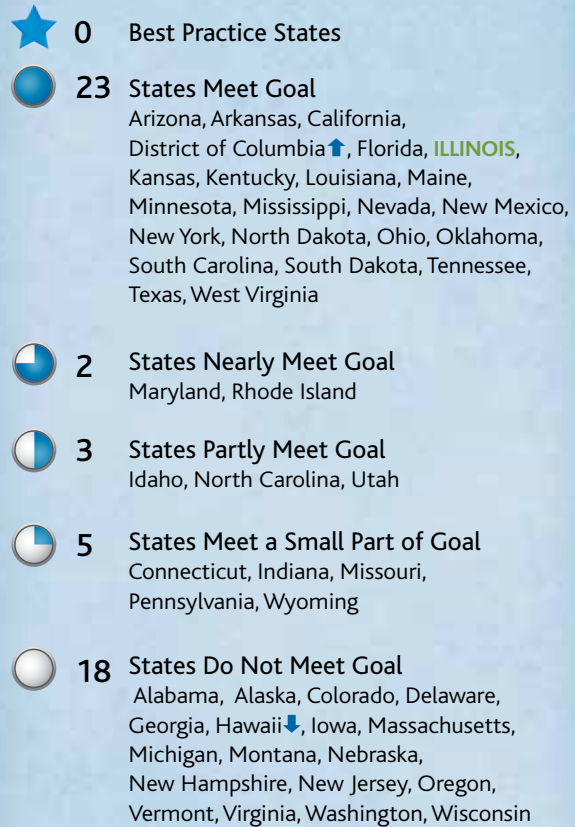 0 Best Practice States
23 States Meet Goal
Arizona, Arkansas, California,
District of Columbia⬆, Florida, ILLINOIS,
Kansas, Kentucky, Louisiana, Maine,
Minnesota, Mississippi, Nevada, New Mexico,
New York, North Dakota, Ohio, Oklahoma,
South Carolina, South Dakota, Tennessee,
Texas, West Virginia
2 States Nearly Meet Goal
Maryland, Rhode Island
3 States Partly Meet Goal
Idaho, North Carolina, Utah
5 States Meet a Small Part of Goal
Connecticut, Indiana, Missouri,
Pennsylvania, Wyoming
18 States Do Not Meet Goal
Alabama, Alaska, Colorado, Delaware,
Georgia, Hawaii⬇, Iowa, Massachusetts,
Michigan, Montana, Nebraska,
New Hampshire, New Jersey, Oregon,
Vermont, Virginia, Washington, Wisconsin